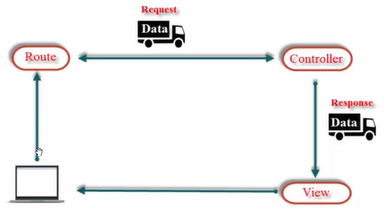 Request
Data
Route
Controller
Response
Data
View